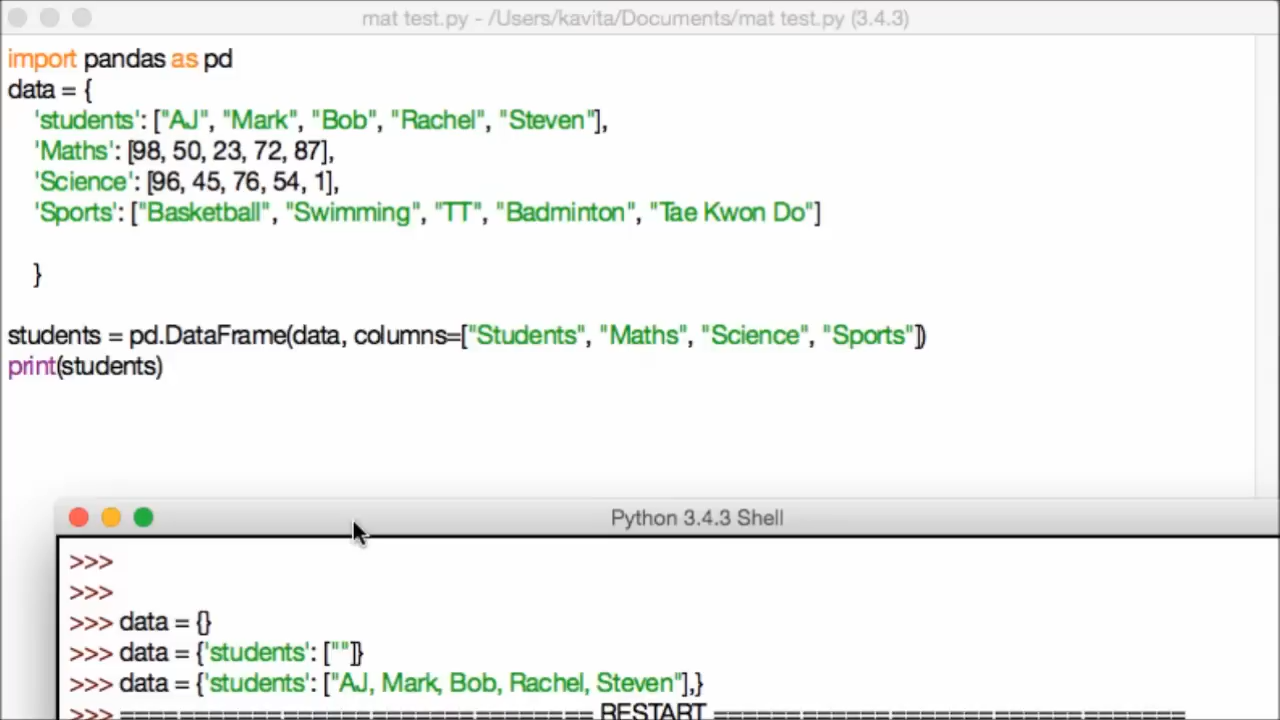 mat test.py - /Users/kavita/Documents/mat test.py (3.4.3)
import pandas as pd
data = {
'students': ["AJ", "Mark", "Bob", "Rachel", "Steven"],
'Maths': [98, 50, 23, 72, 87],
'Science': [96, 45, 76, 54, 1],
'Sports': ["Basketball", "Swimming", "TT", "Badminton", "Tae Kwon Do"]
}
students = pd.DataFrame(data, columns=["Students", "Maths", "Science", "Sports"])
print(students)
Python 3.4.3 Shell
>>>
>>>
>>> data = {}
>>> data = {'students': [""]}
>>> data = {'students': ["AJ, Mark, Bob, Rachel, Steven"],}
>>> ================================ RESTART ================================